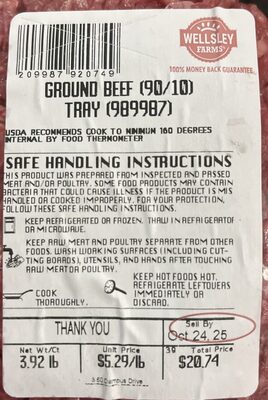 WELLSLEY
FARMS
100% MONEY BACK GUARANTEE
209987 920749
GROUND BEEF (90/10)
TRAY (989987)
USDA RECOMMENDS COOK TO MINIMUM 160 DEGREES
INTERNAL BY FOOD THERMOMETER
SAFE HANDLING INSTRUCTIONS
THIS PRODUCT WAS PREPARED FROM INSPECTED AND PASSED
MEAT AND/OR POULTRY. SOME FOOD PRODUCTS MAY CONTAIN
BACTERIA THAT COULD CAUSE ILLNESS IF THE PRODUCT IS MIS
HANDLED OR COOKED IMPROPERLY. FOR YOUR PROTECTION,
FOLLOW THESE SAFE HANDLING INSTRUCTIONS.
KEEP REFRIGERATED OR FROZEN. THAW IN REFRIGERATOR
OR MICROWAVE.
KEEP RAW MEAT AND POULTRY SEPARATE FROM OTHER
FOODS. WASH WORKING SURFACES (INCLUDING CUT-
TING BOARDS), UTENSILS, AND HANDS AFTER TOUCHING
RAW MEAT OR POULTRY.
KEEP HOT FOODS HOT.
REFRIGERATE LEFTOVERS
IMMEDIATELY OR
DISCARD.
COOK
THOROUGHLY.
THANK YOU
Sell By
Oct 24. 25
Net Wt/Ct
Unit Price
39 Total Price
3.92 lb
$5.29/lb
$20.74
Drive